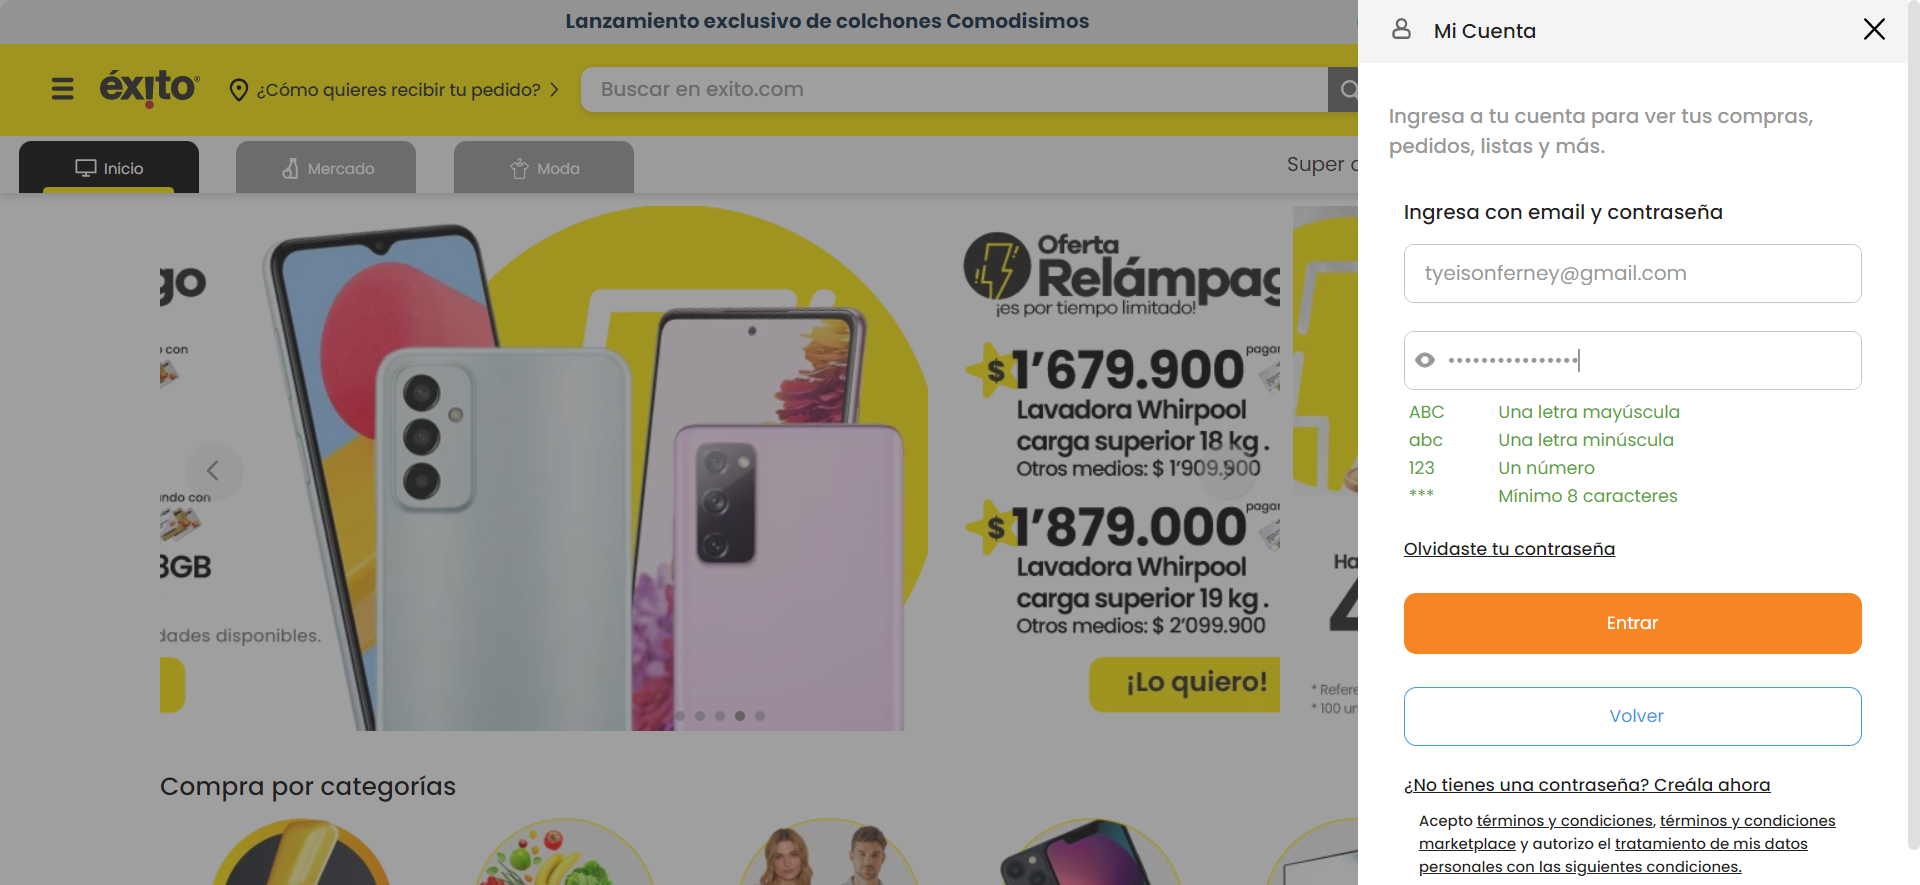 Lanzamiento exclusivo de colchones Comodisimos
éxito
¿Cómo quieres recibir tu pedido?
Buscar en exito.com
Inicio
Mercado
Moda
Super
go
con
ndo con
3GB
dades disponibles.
Oferta
Relámpag
¡es por tiempo limitado!
$ 1'679.900
Lavadora Whirpool
carga superior 18 kg .
Otros medios: $ 1'909.900
$ 1'879.000
Lavadora Whirpool
carga superior 19 kg .
Otros medios: $ 2'099.900
¡Lo quiero!
Ha
* Refere
* 100 un
Compra por categorías
Mi Cuenta
Ingresa a tu cuenta para ver tus compras,
pedidos, listas y más.
Ingresa con email y contraseña
tyeisonferney@gmail.com
••••••••••••••••
ABC Una letra mayúscula
abc Una letra minúscula
123 Un número
*** Mínimo 8 caracteres
Olvidaste tu contraseña
Entrar
Volver
¿No tienes una contraseña? Creála ahora
Acepto términos y condiciones, términos y condiciones
marketplace y autorizo el tratamiento de mis datos
personales con las siguientes condiciones.